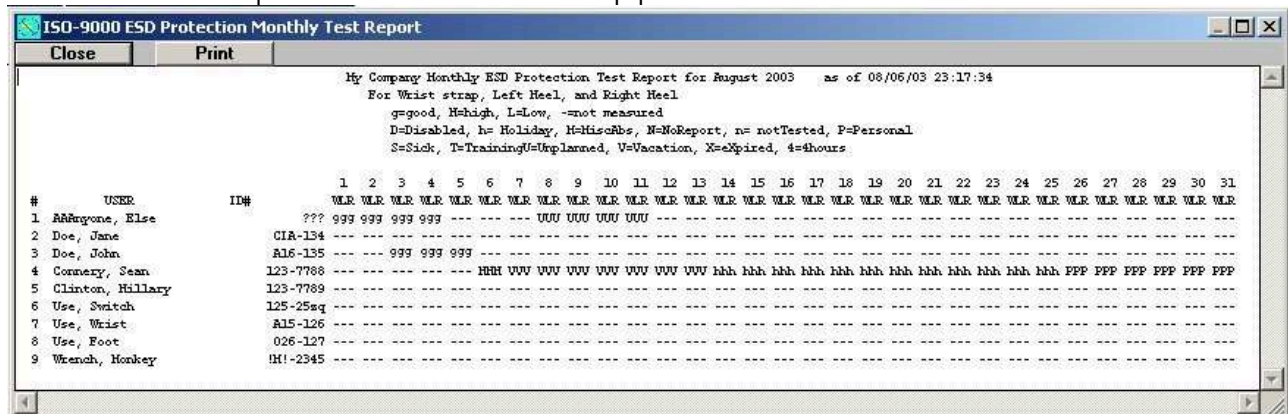 ISO-9000 ESD Protection Monthly Test Report
Close Print
My Company Monthly ESD Protection Test Report for August 2003 as of 08/06/03 23:17:34
For Wrist strap, Left Heel, and Right Heel
g=good, H=high, L=Low, -=not measured
D=Disabled, h= Holiday, M=MiscAbs, N=NoReport, n= notTested, P=Personal
S=Sick, T=TrainingU=Unplanned, V=Vacation, X=eXpired, 4=4hours
1 2 3 4 5 6 7 8 9 10 11 12 13 14 15 16 17 18 19 20 21 22 23 24 25 26 27 28 29 30 31
# USER ID# WLR WLR WLR WLR WLR WLR WLR WLR WLR WLR WLR WLR WLR WLR WLR WLR WLR WLR WLR WLR WLR WLR WLR WLR WLR WLR WLR WLR WLR WLR WLR
1 AAAnyone, Else ??? ggg ggg ggg ggg --- --- --- UUU UUU UUU UUU --- --- --- --- --- --- --- --- --- --- --- --- --- --- --- --- --- --- --- ---
2 Doe, Jane CIA-134 --- --- --- --- --- --- --- --- --- --- --- --- --- --- --- --- --- --- --- --- --- --- --- --- --- --- --- --- --- --- ---
3 Doe, John A16-135 --- --- ggg ggg ggg --- --- --- --- --- --- --- --- --- --- --- --- --- --- --- --- --- --- --- --- --- --- --- --- --- ---
4 Connery, Sean 123-7788 --- --- --- --- --- HHH VVV VVV VVV VVV VVV VVV VVV hhh hhh hhh hhh hhh hhh hhh hhh hhh hhh hhh hhh PPP PPP PPP PPP PPP PPP
5 Clinton, Hillary 123-7789 --- --- --- --- --- --- --- --- --- --- --- --- --- --- --- --- --- --- --- --- --- --- --- --- --- --- --- --- --- --- ---
6 Use, Switch 125-25sq --- --- --- --- --- --- --- --- --- --- --- --- --- --- --- --- --- --- --- --- --- --- --- --- --- --- --- --- --- --- ---
7 Use, Wrist A15-126 --- --- --- --- --- --- --- --- --- --- --- --- --- --- --- --- --- --- --- --- --- --- --- --- --- --- --- --- --- --- ---
8 Use, Foot 026-127 --- --- --- --- --- --- --- --- --- --- --- --- --- --- --- --- --- --- --- --- --- --- --- --- --- --- --- --- --- --- ---
9 Wrench, Monkey !M!-2345 --- --- --- --- --- --- --- --- --- --- --- --- --- --- --- --- --- --- --- --- --- --- --- --- --- --- --- --- --- --- ---